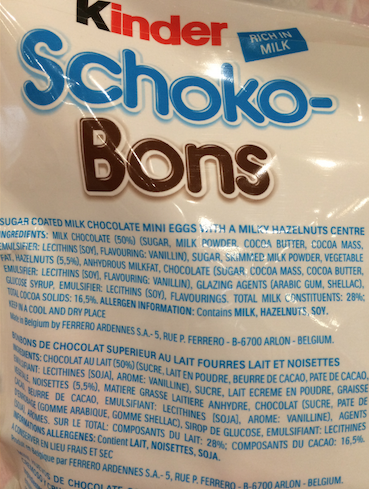 Kinder
RICH IN
MILK
Schoko-
Bons
SUGAR COATED MILK CHOCOLATE MINI EGGS WITH A MILKY HAZELNUTS CENTRE
INGREDIENTS: MILK CHOCOLATE (50%) (SUGAR, MILK POWDER, COCOA BUTTER, COCOA MASS,
EMULSIFIER: LECITHINS [SOY], FLAVOURING: VANILLIN), SUGAR, SKIMMED MILK POWDER, VEGETABLE
FAT, HAZELNUTS (5,5%), ANHYDROUS MILKFAT, CHOCOLATE (SUGAR, COCOA MASS, COCOA BUTTER,
EMULSIFIER: LECITHINS [SOY], FLAVOURING: VANILLIN), GLAZING AGENTS (ARABIC GUM, SHELLAC),
GLUCOSE SYRUP, EMULSIFIER: LECITHINS (SOY), FLAVOURINGS. TOTAL MILK CONSTITUENTS: 28%;
TOTAL COCOA SOLIDS: 16,5%. ALLERGEN INFORMATION: Contains MILK, HAZELNUTS, SOY.
KEEP IN A COOL AND DRY PLACE
Made in Belgium by FERRERO ARDENNES S.A.- 5, RUE P. FERRERO - B-6700 ARLON - BELGIUM.
BONBONS DE CHOCOLAT SUPERIEUR AU LAIT FOURRES LAIT ET NOISETTES
INGREDIENTS: CHOCOLAT AU LAIT (50%) (SUCRE, LAIT EN POUDRE, BEURRE DE CACAO, PATE DE CACAO,
EMULSIFIANT: LECITHINES [SOJA], AROME: VANILLINE), SUCRE, LAIT ECREME EN POUDRE, GRAISSE
NOISETTES (5,5%), MATIERE GRASSE LAITIERE ANHYDRE, CHOCOLAT (SUCRE, PATE DE
CACAO, BEURRE DE CACAO, EMULSIFIANT: LECITHINES [SOJA], AROME: VANILLINE), AGENTS
(GOMME ARABIQUE, GOMME SHELLAC), SIROP DE GLUCOSE, EMULSIFIANT: LECITHINES
AROMES. SUR LE TOTAL: COMPOSANTS DU LAIT: 28%; COMPOSANTS DU CACAO: 16,5%.
INFORMATIONS ALLERGENES: Contient LAIT, NOISETTES, SOJA.
A CONSERVER EN LIEU FRAIS ET SEC
en Belgique par FERRERO ARDENNES S.A.- 5, RUE P. FERRERO - B-6700 ARLON - BELGIUM.
DE CHOCOLATE